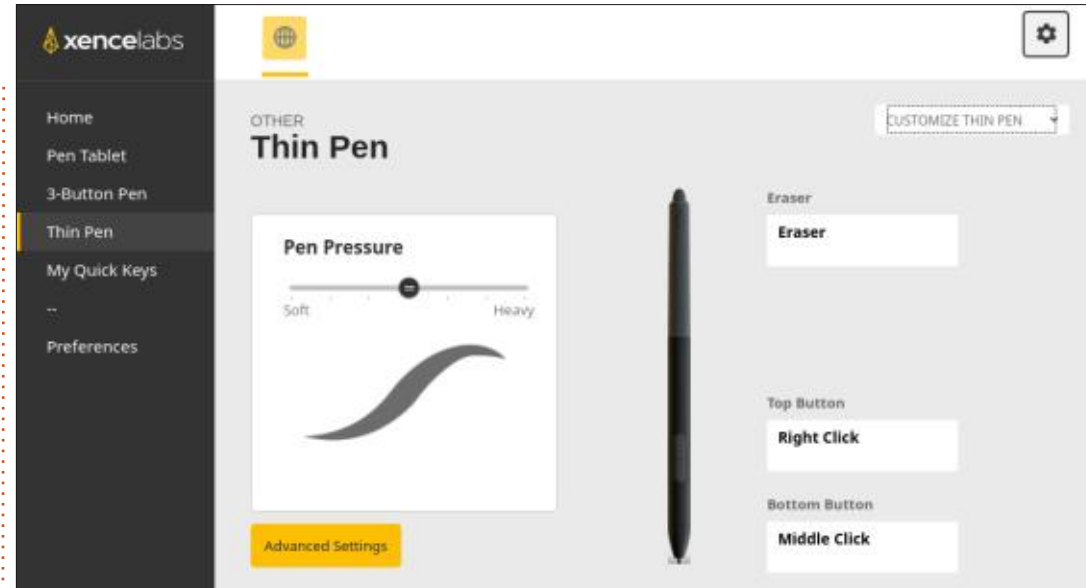 xencelabs
Home
Pen Tablet
3-Button Pen
Thin Pen
My Quick Keys
--
Preferences
OTHER
Thin Pen
CUSTOMIZE THIN PEN
Pen Pressure
Soft Heavy
Advanced Settings
Eraser
Eraser
Top Button
Right Click
Bottom Button
Middle Click